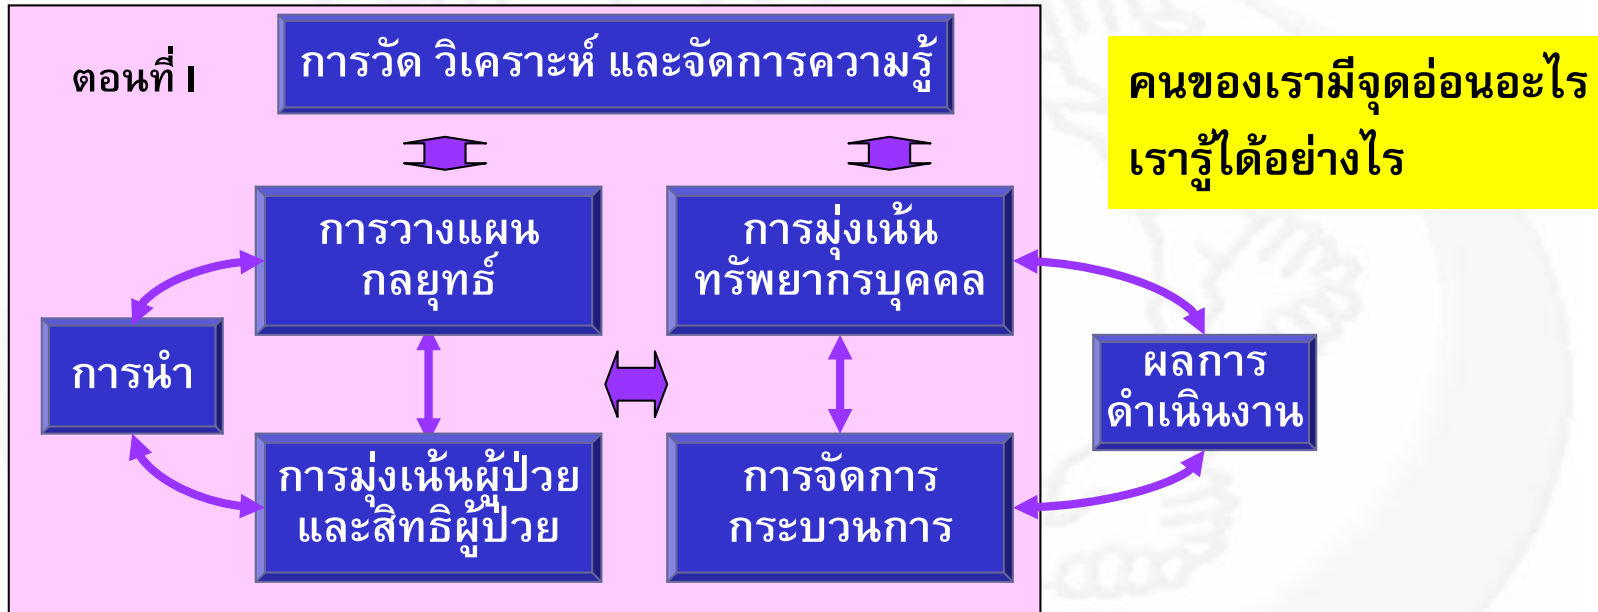 การวัด วิเคราะห์ และจัดการความรู้
ตอนที่ I
คนของเรามีจุดอ่อนอะไร
เรารู้ได้อย่างไร
การวางแผน
กลยุทธ์
การมุ่งเน้น
ทรัพยากรบุคคล
การนำ
ผลการ
ดำเนินงาน
การมุ่งเน้นผู้ป่วย
และสิทธิผู้ป่วย
การจัดการ
กระบวนการ